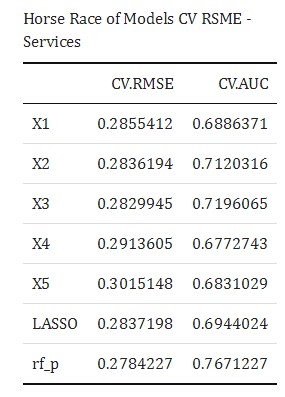 Horse Race of Models CV RSME -
Services
CV.RMSE CV.AUC
X1 0.2855412 0.6886371
X2 0.2836194 0.7120316
X3 0.2829945 0.7196065
X4 0.2913605 0.6772743
X5 0.3015148 0.6831029
LASSO 0.2837198 0.6944024
rf_p 0.2784227 0.7671227